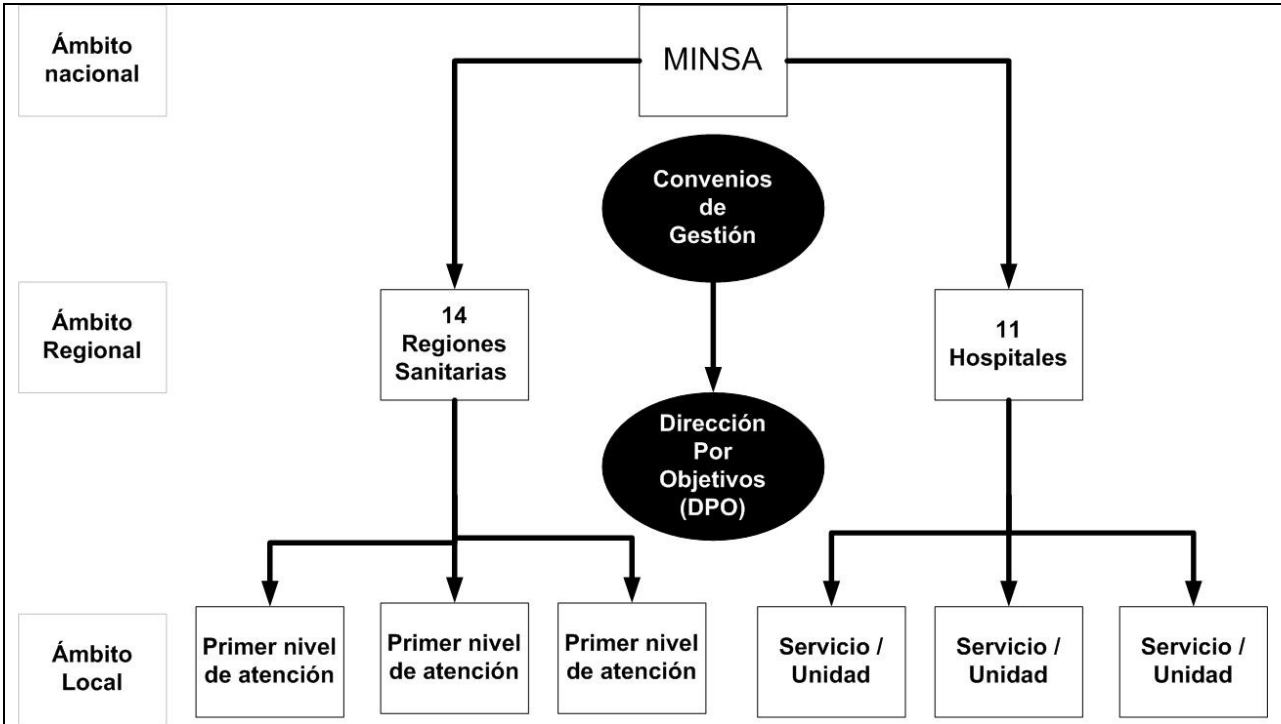 Ámbito
nacional
MINSA
Convenios
de
Gestión
Ámbito
Regional
14
Regiones
Sanitarias
11
Hospitales
Dirección
Por
Objetivos
(DPO)
Ámbito
Local
Primer nivel
de atención
Primer nivel
de atención
Primer nivel
de atención
Servicio /
Unidad
Servicio /
Unidad
Servicio /
Unidad